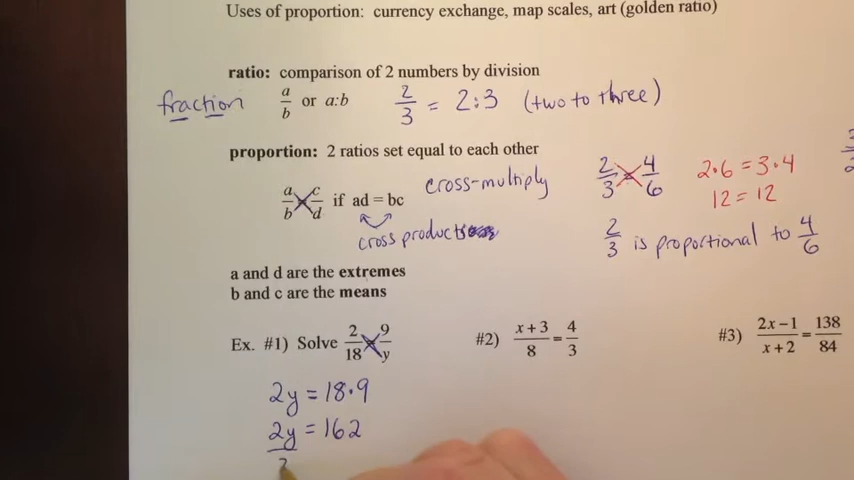 Uses of proportion: currency exchange, map scales, art (golden ratio)
ratio: comparison of 2 numbers by division
fraction a/b or a:b 2/3 = 2:3 (two to three)
proportion: 2 ratios set equal to each other
a/b = c/d if ad = bc cross-multiply 2/3 = 4/6 2·6 = 3·4
12 = 12
cross products 2/3 is proportional to 4/6
a and d are the extremes
b and c are the means
Ex. #1) Solve 2/18 = 9/y #2) x+3/8 = 4/3 #3) 2x−1/x+2 = 138/84
2y = 18·9
2y = 162